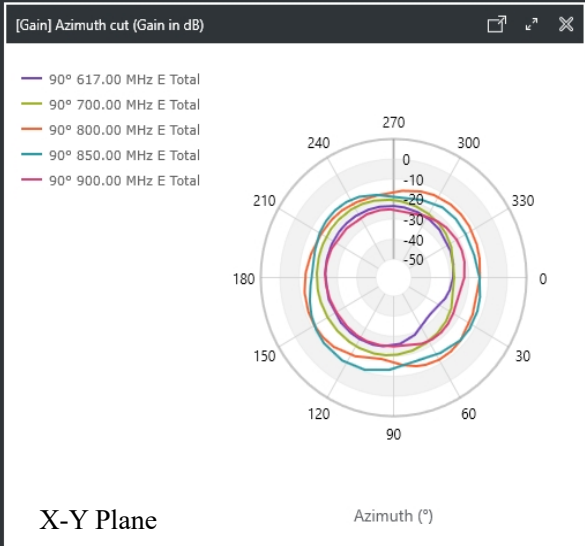 [Gain] Azimuth cut (Gain in dB)
90° 617.00 MHz E Total
90° 700.00 MHz E Total
90° 800.00 MHz E Total
90° 850.00 MHz E Total
90° 900.00 MHz E Total
270
240
300
0
-10
210
-20
330
-30
-40
-50
180
0
150
30
120
60
90
X-Y Plane
Azimuth (°)